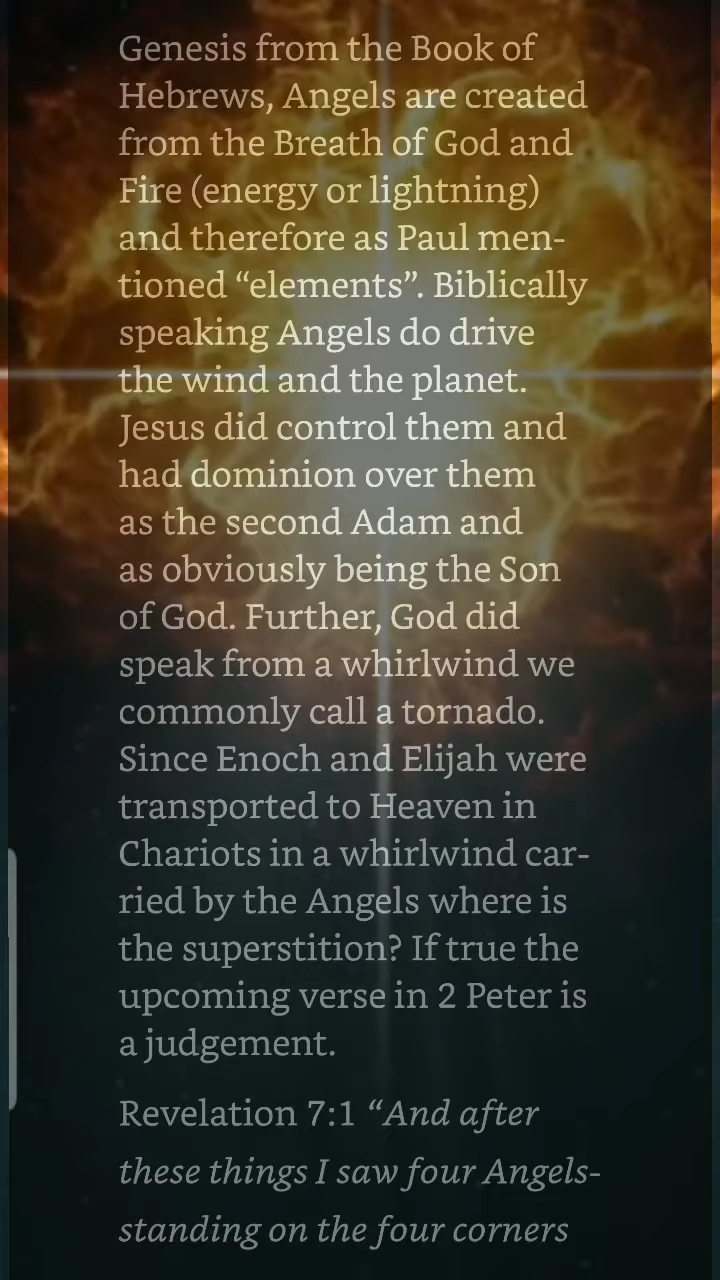 Genesis from the Book of
Hebrews, Angels are created
from the Breath of God and
Fire (energy or lightning)
and therefore as Paul men-
tioned “elements”. Biblically
speaking Angels do drive
the wind and the planet.
Jesus did control them and
had dominion over them
as the second Adam and
as obviously being the Son
of God. Further, God did
speak from a whirlwind we
commonly call a tornado.
Since Enoch and Elijah were
transported to Heaven in
Chariots in a whirlwind car-
ried by the Angels where is
the superstition? If true the
upcoming verse in 2 Peter is
a judgement.
Revelation 7:1 “And after
these things I saw four Angels-
standing on the four corners